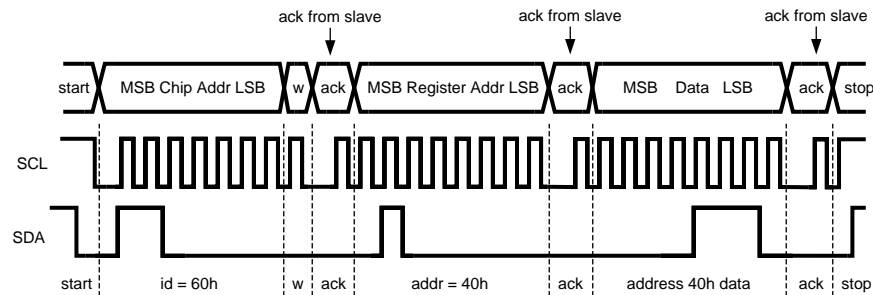 ack from slave ack from slave ack from slave
start MSB Chip Addr LSB w ack MSB Register Addr LSB ack MSB Data LSB ack stop
SCL
SDA
start id = 60h w ack addr = 40h ack address 40h data ack stop